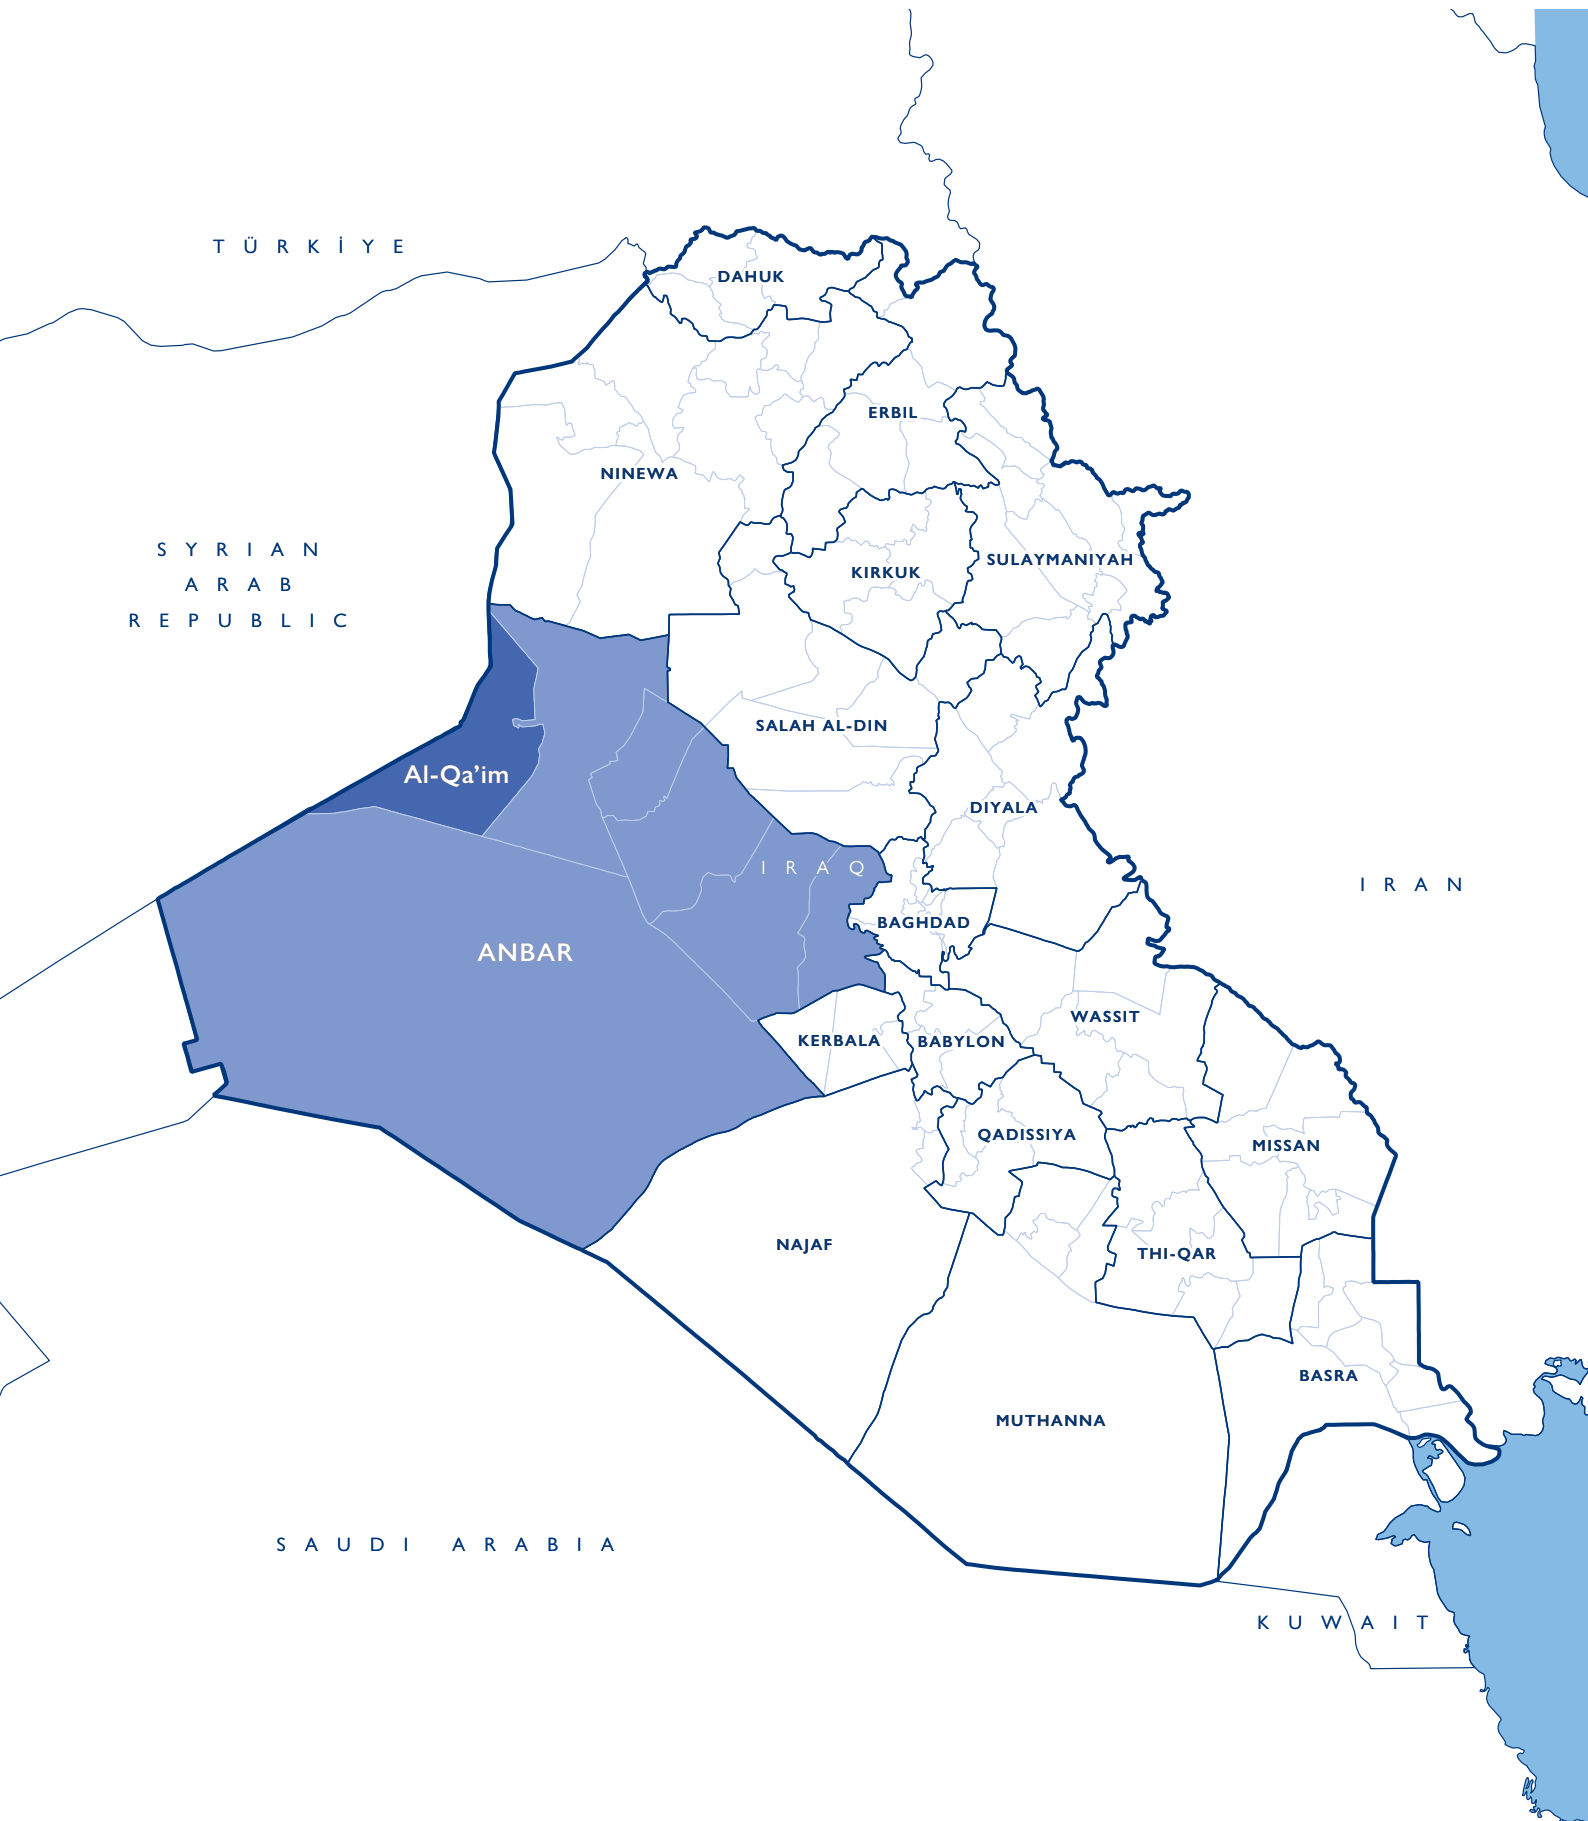 TÜRKİYE
DAHUK
ERBIL
NINEWA
SYRIAN
ARAB
REPUBLIC
SULAYMANIYAH
KIRKUK
SALAH AL-DIN
Al-Qa’im
DIYALA
IRAQ
IRAN
BAGHDAD
ANBAR
WASSIT
KERBALA
BABYLON
QADISSIYA
MISSAN
NAJAF
THI-QAR
BASRA
MUTHANNA
SAUDI ARABIA
KUWAIT